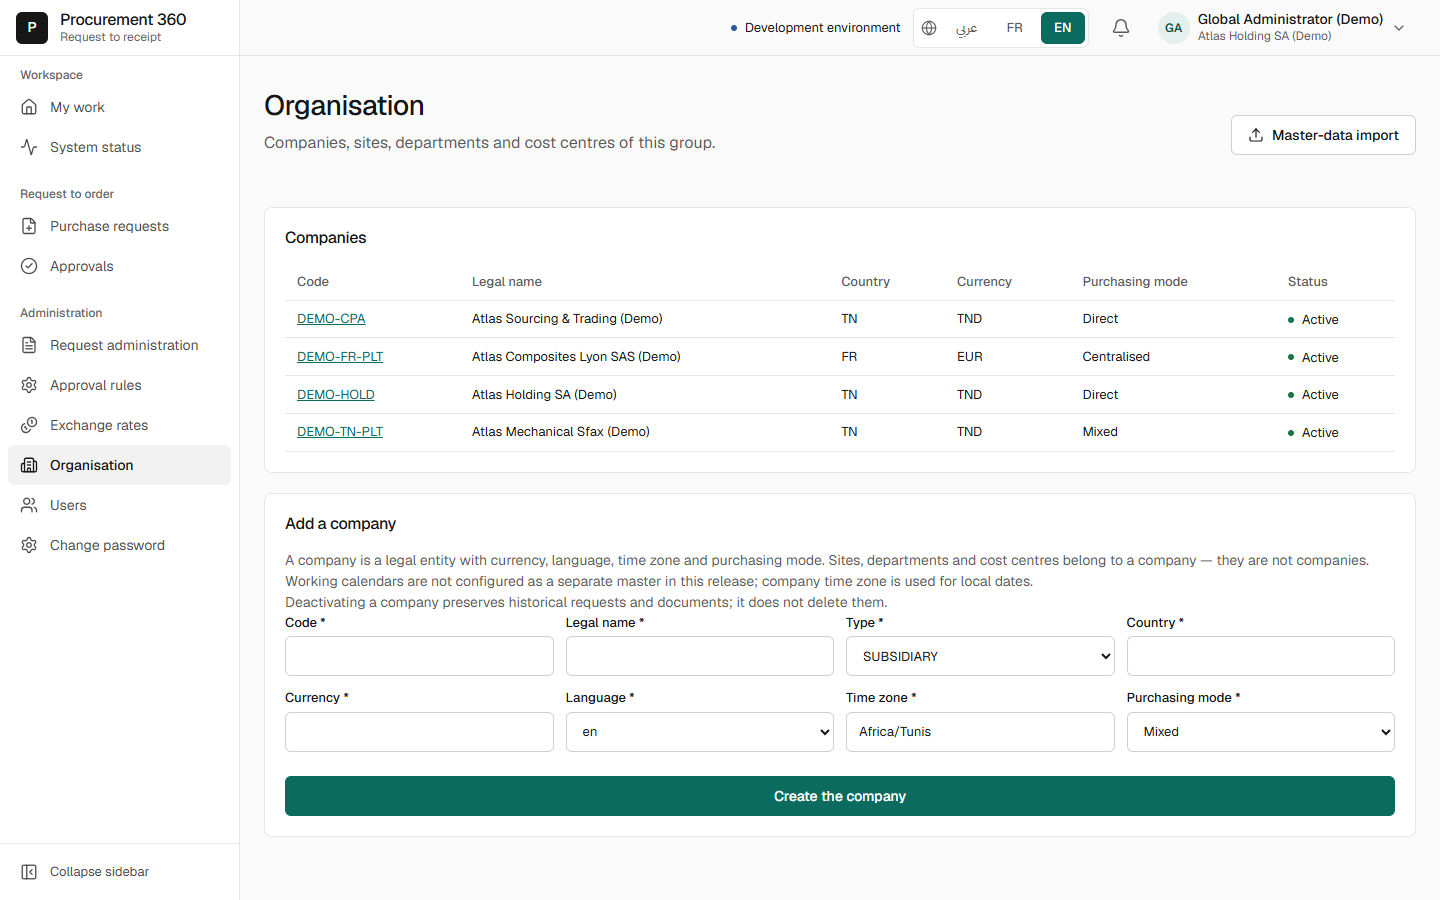 P
Procurement 360
Request to receipt
Development environment
عربي
FR
EN
GA
Global Administrator (Demo)
Atlas Holding SA (Demo)
Workspace
My work
System status
Request to order
Purchase requests
Approvals
Administration
Request administration
Approval rules
Exchange rates
Organisation
Users
Change password
Collapse sidebar
Organisation
Companies, sites, departments and cost centres of this group.
Master-data import
Companies
Code Legal name Country Currency Purchasing mode Status
DEMO-CPA Atlas Sourcing & Trading (Demo) TN TND Direct Active
DEMO-FR-PLT Atlas Composites Lyon SAS (Demo) FR EUR Centralised Active
DEMO-HOLD Atlas Holding SA (Demo) TN TND Direct Active
DEMO-TN-PLT Atlas Mechanical Sfax (Demo) TN TND Mixed Active
Add a company
A company is a legal entity with currency, language, time zone and purchasing mode. Sites, departments and cost centres belong to a company — they are not companies.
Working calendars are not configured as a separate master in this release; company time zone is used for local dates.
Deactivating a company preserves historical requests and documents; it does not delete them.
Code * Legal name * Type * Country *
SUBSIDIARY
Currency * Language * Time zone * Purchasing mode *
en Africa/Tunis Mixed
Create the company